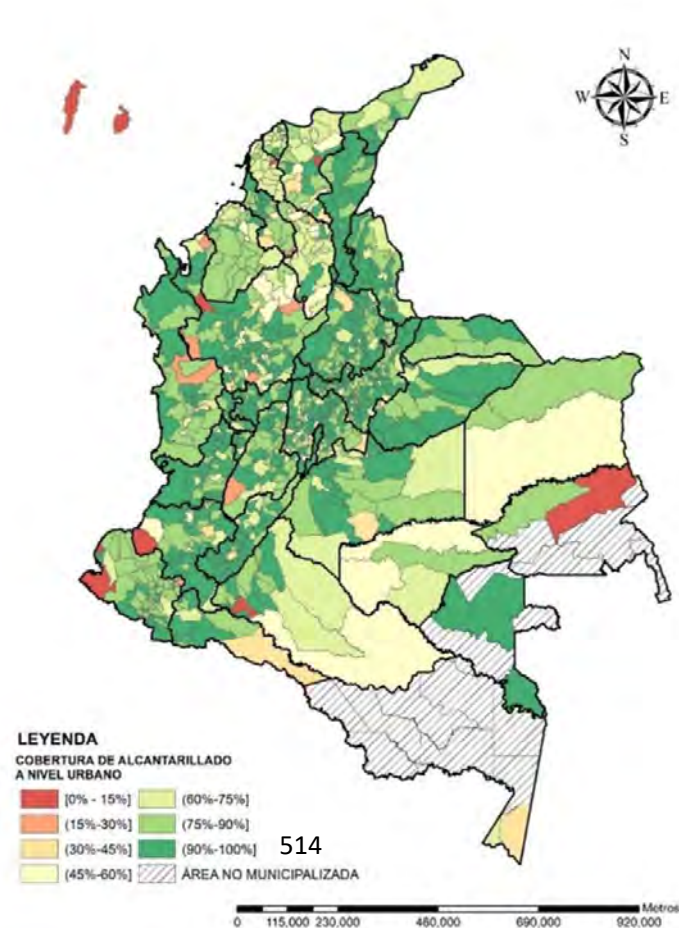 N
W E
S
LEYENDA
COBERTURA DE ALCANTARILLADO
A NIVEL URBANO
[0% - 15%] (60%-75%]
(15%-30%] (75%-90%]
(30%-45%] (90%-100%] 514
(45%-60%] ÁREA NO MUNICIPALIZADA
Metros
0 115,000 230,000 460,000 690,000 920,000